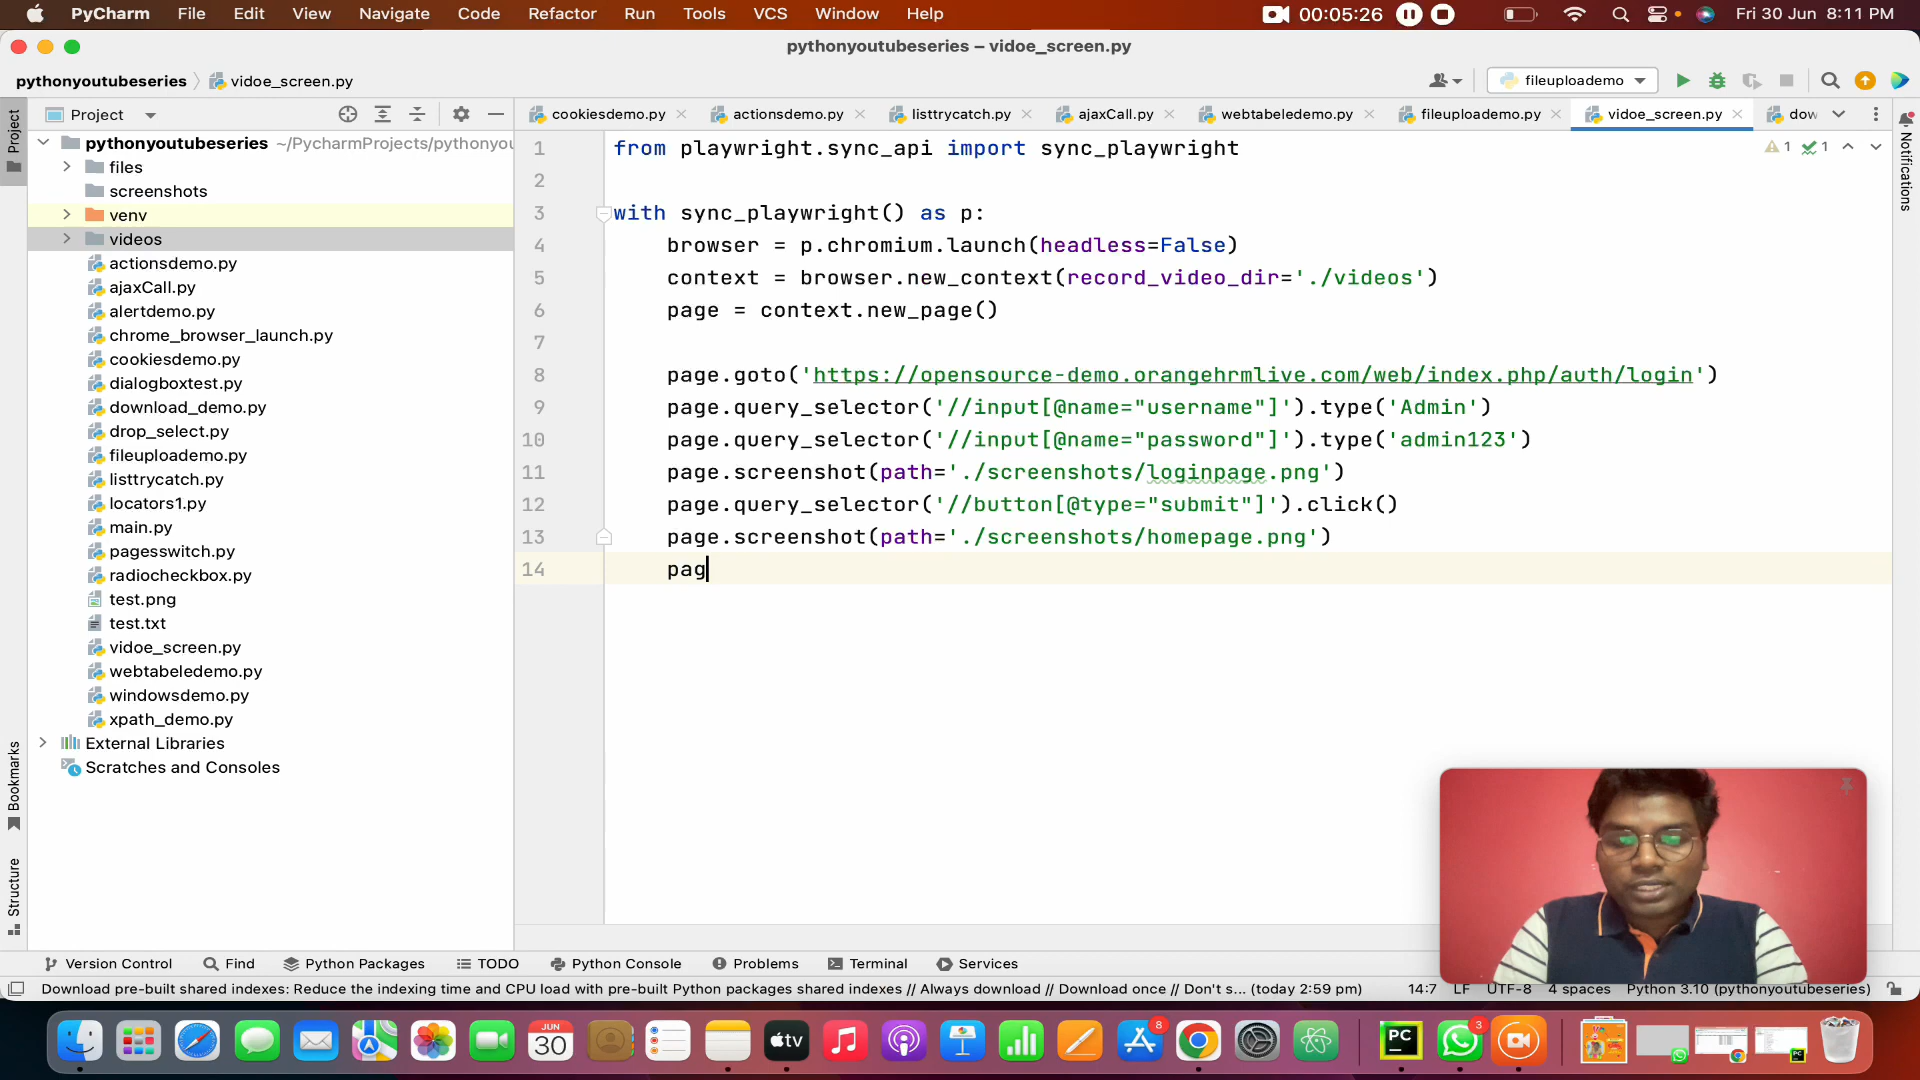 PyCharm File Edit View Navigate Code Refactor Run Tools VCS Window Help 00:05:26 Fri 30 Jun 8:11 PM
pythonyoutubeseries – vidoe_screen.py
pythonyoutubeseries vidoe_screen.py fileuploademo
Project cookiesdemo.py actionsdemo.py listtrycatch.py ajaxCall.py webtabeledemo.py fileuploademo.py vidoe_screen.py dow
Project
Notifications
Bookmarks
Structure
pythonyoutubeseries ~/PycharmProjects/pythonyou
files
screenshots
venv
videos
actionsdemo.py
ajaxCall.py
alertdemo.py
chrome_browser_launch.py
cookiesdemo.py
dialogboxtest.py
download_demo.py
drop_select.py
fileuploademo.py
listtrycatch.py
locators1.py
main.py
pagesswitch.py
radiocheckbox.py
test.png
test.txt
vidoe_screen.py
webtabeledemo.py
windowsdemo.py
xpath_demo.py
External Libraries
Scratches and Consoles
1 from playwright.sync_api import sync_playwright 1 1
2
3 with sync_playwright() as p:
4 browser = p.chromium.launch(headless=False)
5 context = browser.new_context(record_video_dir='./videos')
6 page = context.new_page()
7
8 page.goto('https://opensource-demo.orangehrmlive.com/web/index.php/auth/login')
9 page.query_selector('//input[@name="username"]').type('Admin')
10 page.query_selector('//input[@name="password"]').type('admin123')
11 page.screenshot(path='./screenshots/loginpage.png')
12 page.query_selector('//button[@type="submit"]').click()
13 page.screenshot(path='./screenshots/homepage.png')
14 pag
Version Control Find Python Packages TODO Python Console Problems Terminal Services
Download pre-built shared indexes: Reduce the indexing time and CPU load with pre-built Python packages shared indexes // Always download // Download once // Don't s... (today 2:59 pm) 14:7 LF UTF-8 4 spaces Python 3.10 (pythonyoutubeseries)
JUN
30
tv
8
PC
3